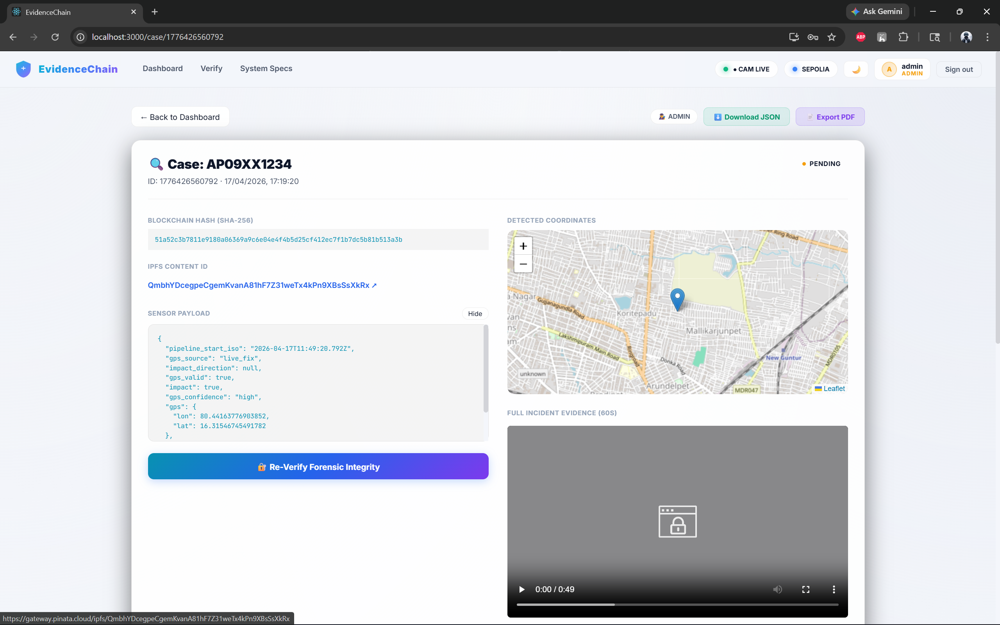 EvidenceChain
Ask Gemini
localhost:3000/case/1776426560792
ABP
EvidenceChain
Dashboard
Verify
System Specs
• CAM LIVE
SEPOLIA
A
admin
ADMIN
Sign out
← Back to Dashboard
ADMIN
Download JSON
Export PDF
Case: AP09XX1234
PENDING
ID: 1776426560792 · 17/04/2026, 17:19:20
BLOCKCHAIN HASH (SHA-256)
51a52c3b7811e9180a06369a9c6e04e4f4b5d25cf412ec7f1b7dc5b81b513a3b
IPFS CONTENT ID
QmbhYDcegpeCgemKvanA81hF7Z31weTx4kPn9XBsSsXkRx ↗
SENSOR PAYLOAD
Hide
{
"pipeline_start_iso": "2026-04-17T11:49:20.792Z",
"gps_source": "live_fix",
"impact_direction": null,
"gps_valid": true,
"impact": true,
"gps_confidence": "high",
"gps": {
"lon": 80.44163776903852,
"lat": 16.31546745491782
},
Re-Verify Forensic Integrity
DETECTED COORDINATES
+
−
Ring Road
a Nagar
Gujjanagundla Road
Koritepadu
Mallikarjunpet
Lakshmipuram Main Road
Ringroad
Donka Road
New Guntur
MDR0105
unknown
Arundelpet
MDR047
Leaflet
FULL INCIDENT EVIDENCE (60S)
0:00 / 0:49
https://gateway.pinata.cloud/ipfs/QmbhYDcegpeCgemKvanA81hF7Z31weTx4kPn9XBsSsXkRx